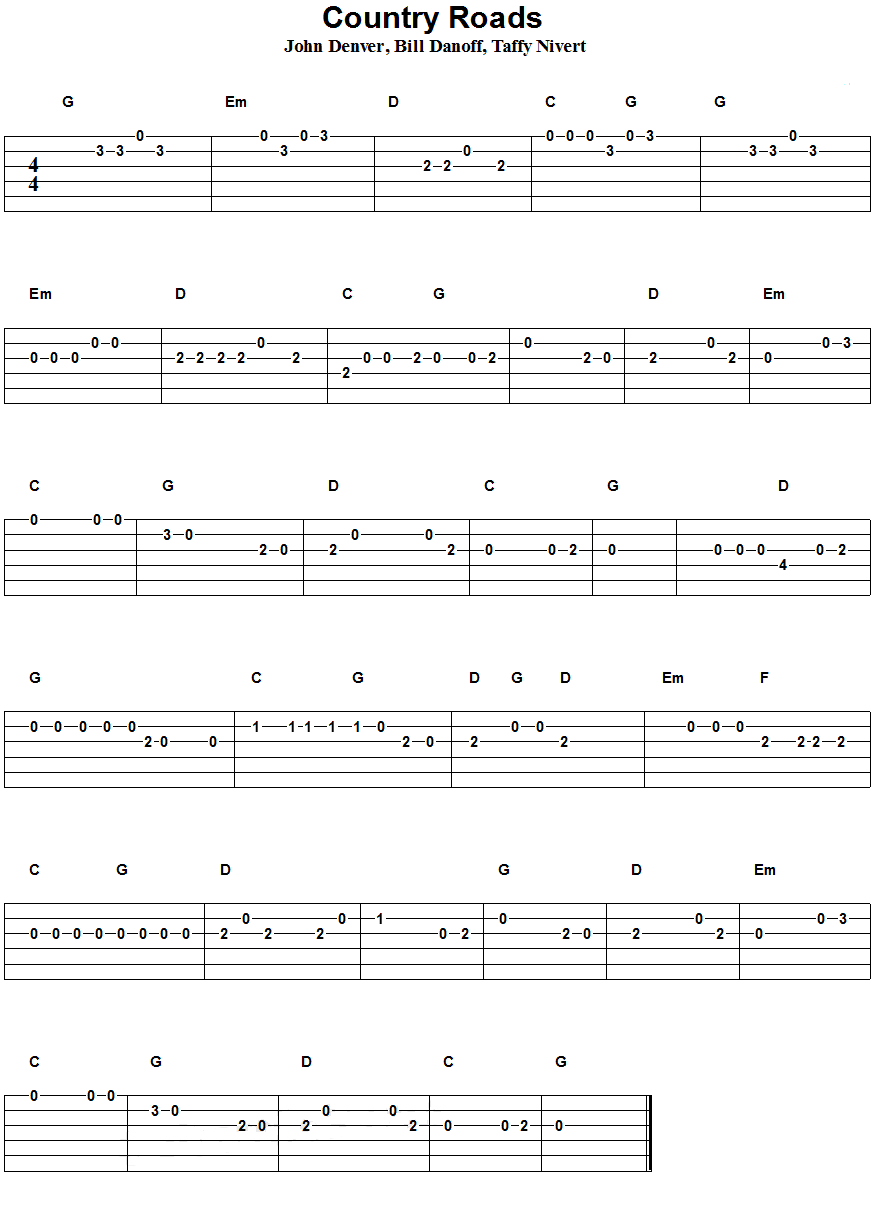 Country Roads
John Denver, Bill Danoff, Taffy Nivert
G Em D C G G
0 0 0 3 0 0 0 0 3 0
3 3 3 3 0 3 3 3 3
4 2 2 2
4
Em D C G D Em
0 0 0 0 0 0 3
0 0 0 2 2 2 2 2 0 0 2 0 0 2 2 0 2 2 0
2
C G D C G D
0 0 0
3 0 0 0
2 0 2 2 0 0 2 0 0 0 0 0 2
4
G C G D G D Em F
0 0 0 0 0 1 1 1 1 1 0 0 0 0 0 0
2 0 0 2 0 2 2 2 2 2 2
C G D G D Em
0 0 1 0 0 0 3
0 0 0 0 0 0 0 0 2 2 2 0 2 2 0 2 2 0
C G D C G
0 0 0
3 0 0 0
2 0 2 2 0 0 2 0